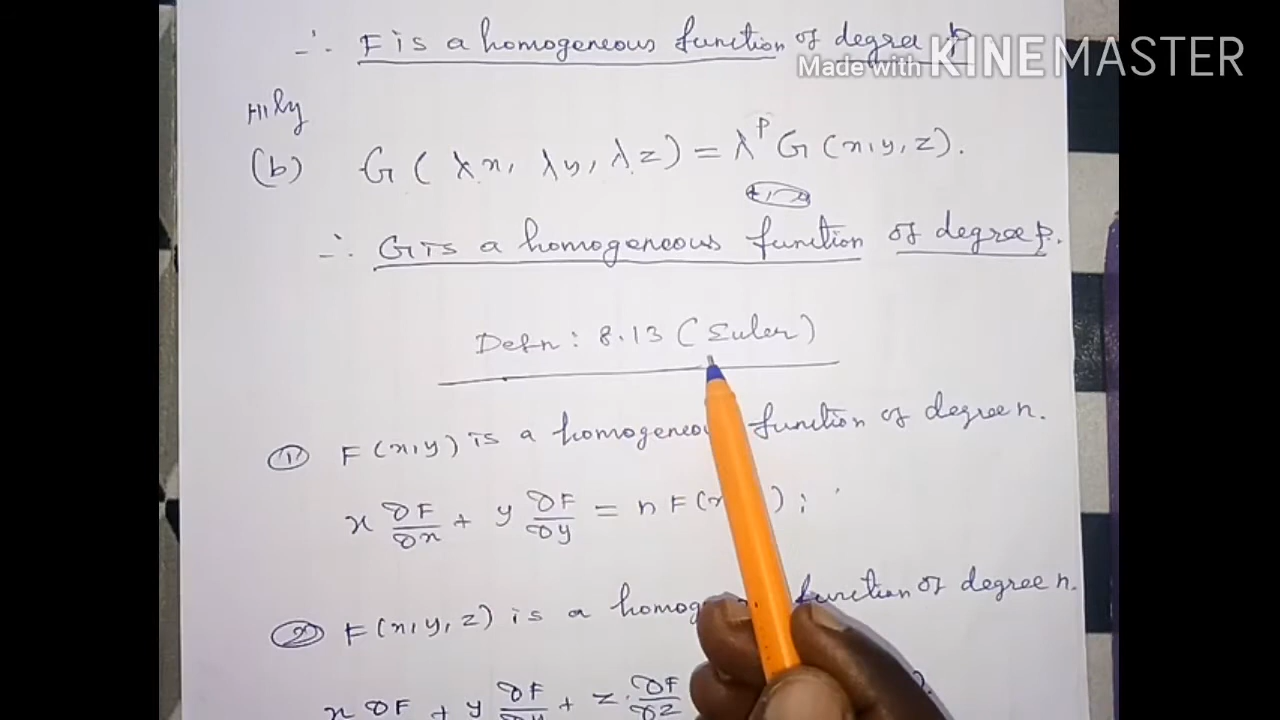 ∴ F is a homogeneous function of degree p
Made with KINEMASTER
|||ly
(b) G ( λx, λy, λz ) = λ^p G (x, y, z).
∴ G is a homogeneous function of degree p.
Defn : 8.13 (Euler)
① F (x, y) is a homogeneous function of degree n.
x ∂F/∂x + y ∂F/∂y = n F ( ) ;
② F (x, y, z) is a homog function of degree n.
x ∂F + y ∂F/∂y + z . ∂F/∂z